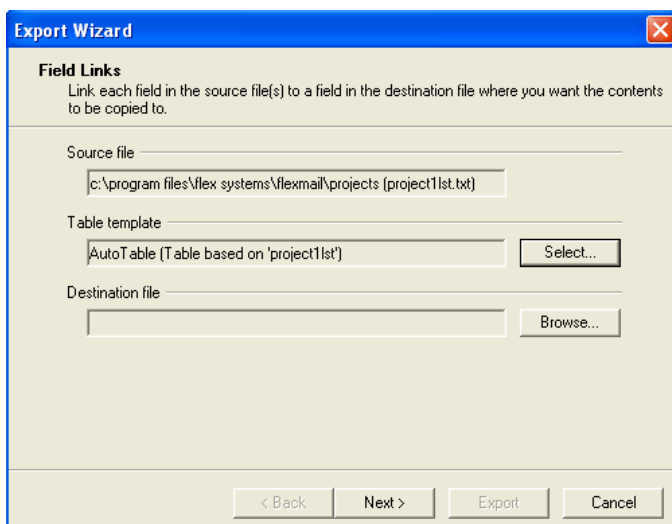 Export Wizard
Field Links
Link each field in the source file(s) to a field in the destination file where you want the contents
to be copied to.
Source file
c:\program files\flex systems\flexmail\projects (project1lst.txt)
Table template
AutoTable (Table based on 'project1lst')
Select...
Destination file
Browse...
< Back
Next >
Export
Cancel